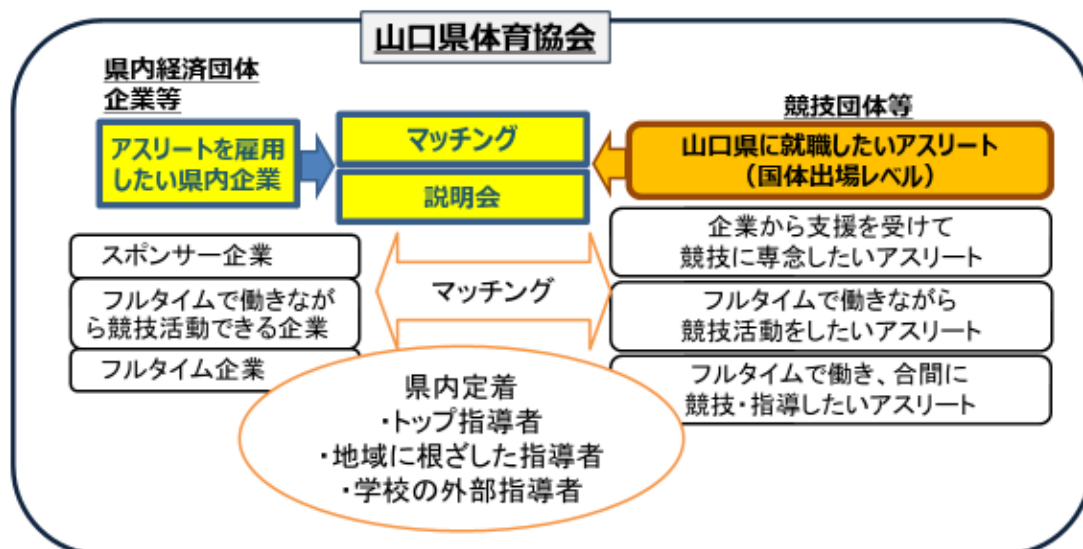 山口県体育協会
県内経済団体
企業等
アスリートを雇用
したい県内企業
マッチング
説明会
競技団体等
山口県に就職したいアスリート
（国体出場レベル）
スポンサー企業
フルタイムで働きなが
ら競技活動できる企業
フルタイム企業
マッチング
企業から支援を受けて
競技に専念したいアスリート
フルタイムで働きながら
競技活動をしたいアスリート
フルタイムで働き、合間に
競技・指導したいアスリート
県内定着
・トップ指導者
・地域に根ざした指導者
・学校の外部指導者